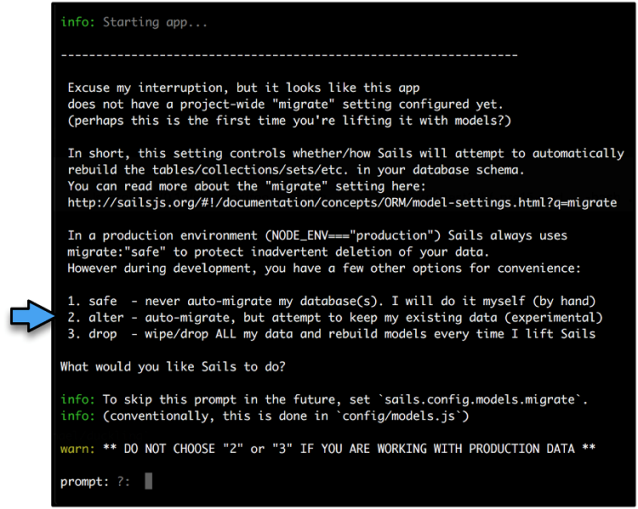 info: Starting app...
-----------------------------------------------------------------
Excuse my interruption, but it looks like this app
does not have a project-wide "migrate" setting configured yet.
(perhaps this is the first time you're lifting it with models?)
In short, this setting controls whether/how Sails will attempt to automatically
rebuild the tables/collections/sets/etc. in your database schema.
You can read more about the "migrate" setting here:
http://sailsjs.org/#!/documentation/concepts/ORM/model-settings.html?q=migrate
In a production environment (NODE_ENV==="production") Sails always uses
migrate:"safe" to protect inadvertent deletion of your data.
However during development, you have a few other options for convenience:
1. safe  - never auto-migrate my database(s). I will do it myself (by hand)
2. alter - auto-migrate, but attempt to keep my existing data (experimental)
3. drop  - wipe/drop ALL my data and rebuild models every time I lift Sails
What would you like Sails to do?
info: To skip this prompt in the future, set `sails.config.models.migrate`.
info: (conventionally, this is done in `config/models.js`)
warn: ** DO NOT CHOOSE "2" or "3" IF YOU ARE WORKING WITH PRODUCTION DATA **
prompt: ?: